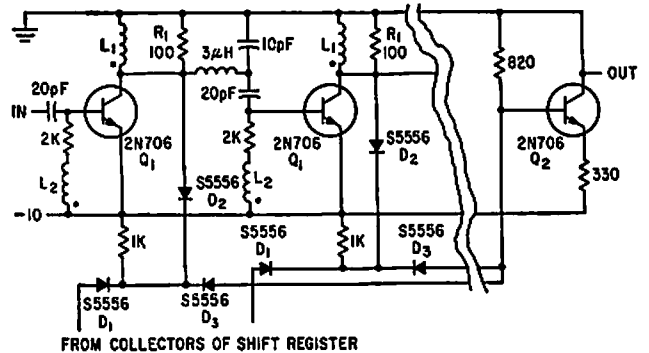 L1
R1
100
3μH
10pF
L1
R1
100
820
OUT
20pF
IN
2K
L2
2N706
Q1
S5556
D2
20pF
2K
L2
2N706
Q1
S5556
D2
2N706
Q2
330
-10
1K
S5556
D1
S5556
D3
S5556
D1
1K
S5556
D3
FROM COLLECTORS OF SHIFT REGISTER